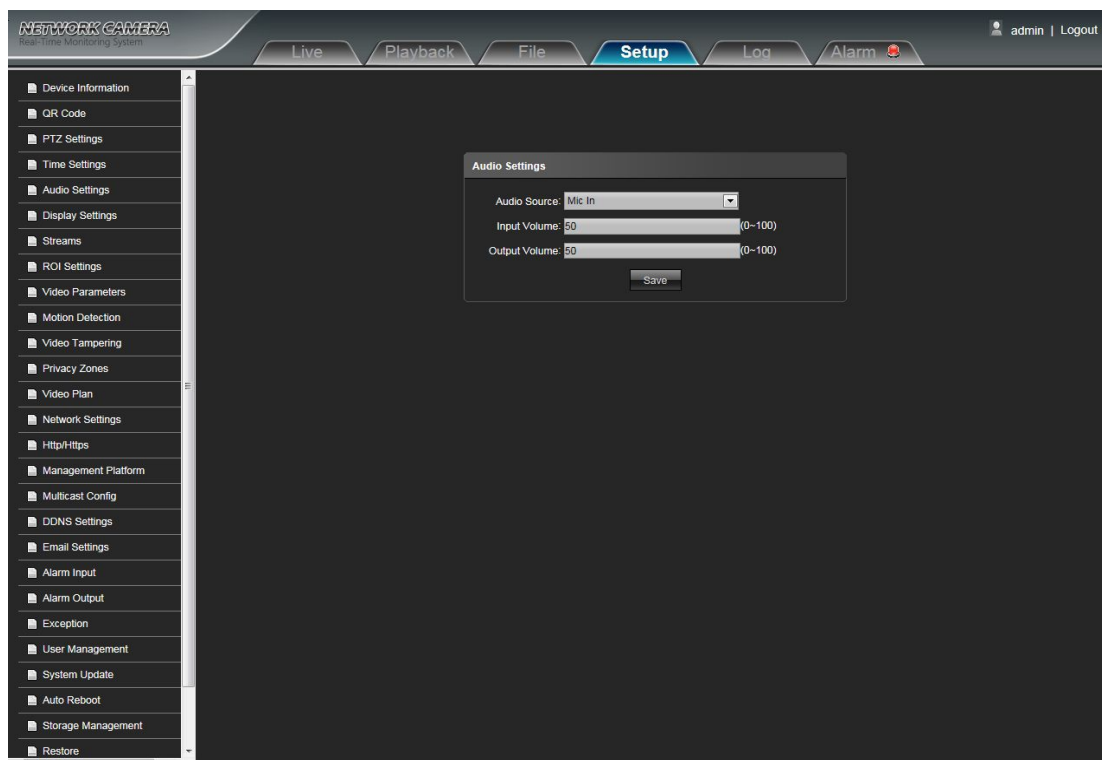 NETWORK CAMERA
Real-Time Monitoring System
Live Playback File Setup Log Alarm
admin | Logout
Device Information
QR Code
PTZ Settings
Time Settings
Audio Settings
Display Settings
Streams
ROI Settings
Video Parameters
Motion Detection
Video Tampering
Privacy Zones
Video Plan
Network Settings
Http/Https
Management Platform
Multicast Config
DDNS Settings
Email Settings
Alarm Input
Alarm Output
Exception
User Management
System Update
Auto Reboot
Storage Management
Restore
Audio Settings
Audio Source: Mic In
Input Volume: 50 (0~100)
Output Volume: 50 (0~100)
Save